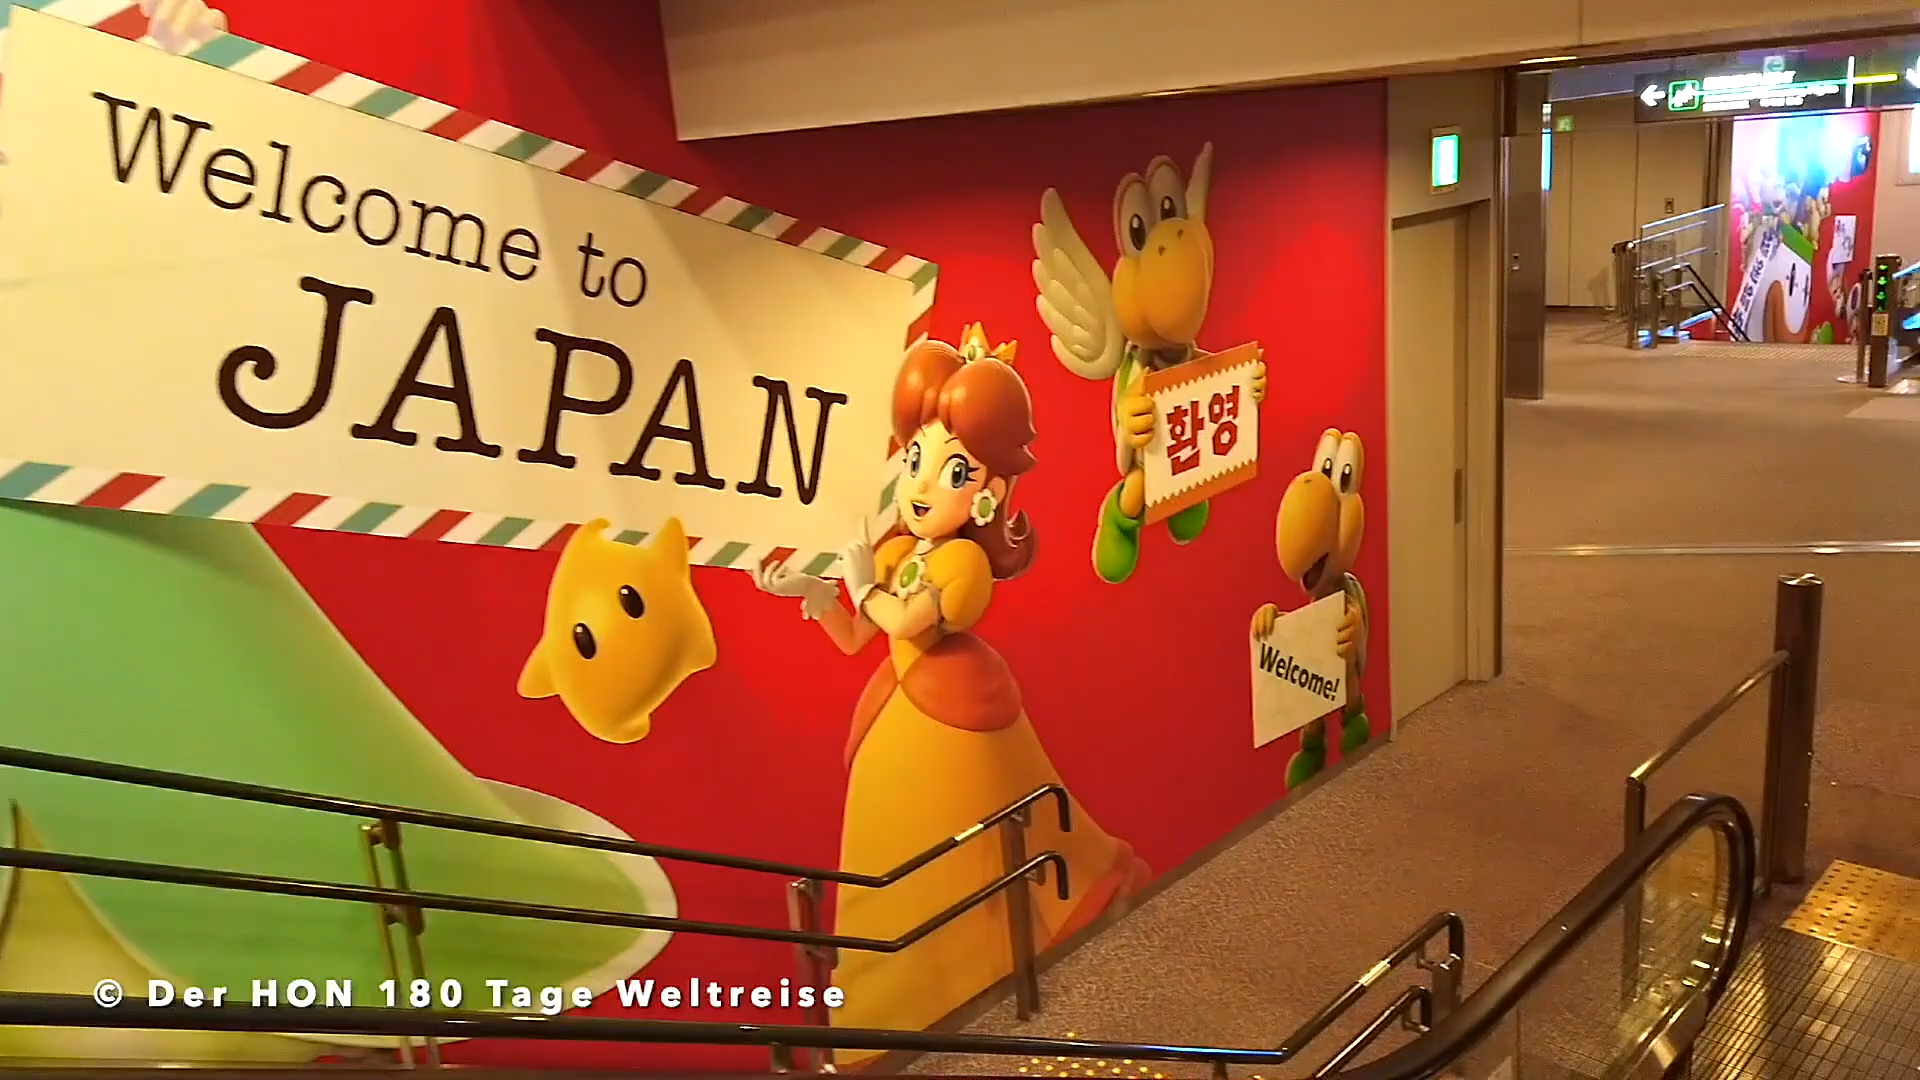 Welcome to
JAPAN
환영
Welcome!
© Der HON 180 Tage Weltreise